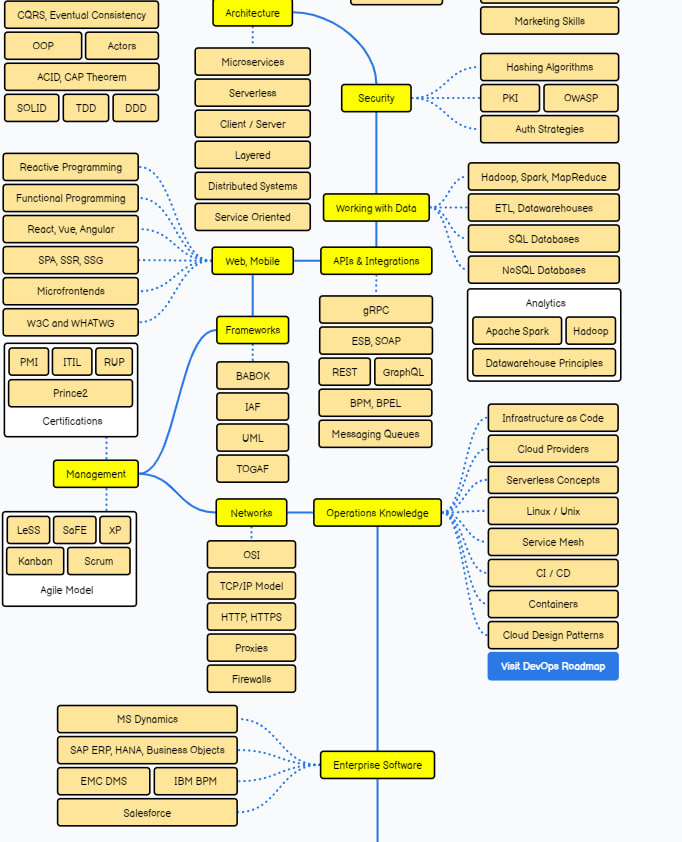 CQRS, Eventual Consistency
OOP
Actors
ACID, CAP Theorem
SOLID
TDD
DDD
Architecture
Microservices
Serverless
Client / Server
Layered
Distributed Systems
Service Oriented
Marketing Skills
Security
Hashing Algorithms
PKI
OWASP
Auth Strategies
Working with Data
Hadoop, Spark, MapReduce
ETL, Datawarehouses
SQL Databases
NoSQL Databases
Analytics
Apache Spark
Hadoop
Datawarehouse Principles
Reactive Programming
Functional Programming
React, Vue, Angular
SPA, SSR, SSG
Microfrontends
W3C and WHATWG
Web, Mobile
APIs & Integrations
gRPC
ESB, SOAP
REST
GraphQL
BPM, BPEL
Messaging Queues
Frameworks
BABOK
IAF
UML
TOGAF
PMI
ITIL
RUP
Prince2
Certifications
Management
LeSS
SaFE
XP
Kanban
Scrum
Agile Model
Networks
OSI
TCP/IP Model
HTTP, HTTPS
Proxies
Firewalls
Operations Knowledge
Infrastructure as Code
Cloud Providers
Serverless Concepts
Linux / Unix
Service Mesh
CI / CD
Containers
Cloud Design Patterns
Visit DevOps Roadmap
MS Dynamics
SAP ERP, HANA, Business Objects
EMC DMS
IBM BPM
Salesforce
Enterprise Software